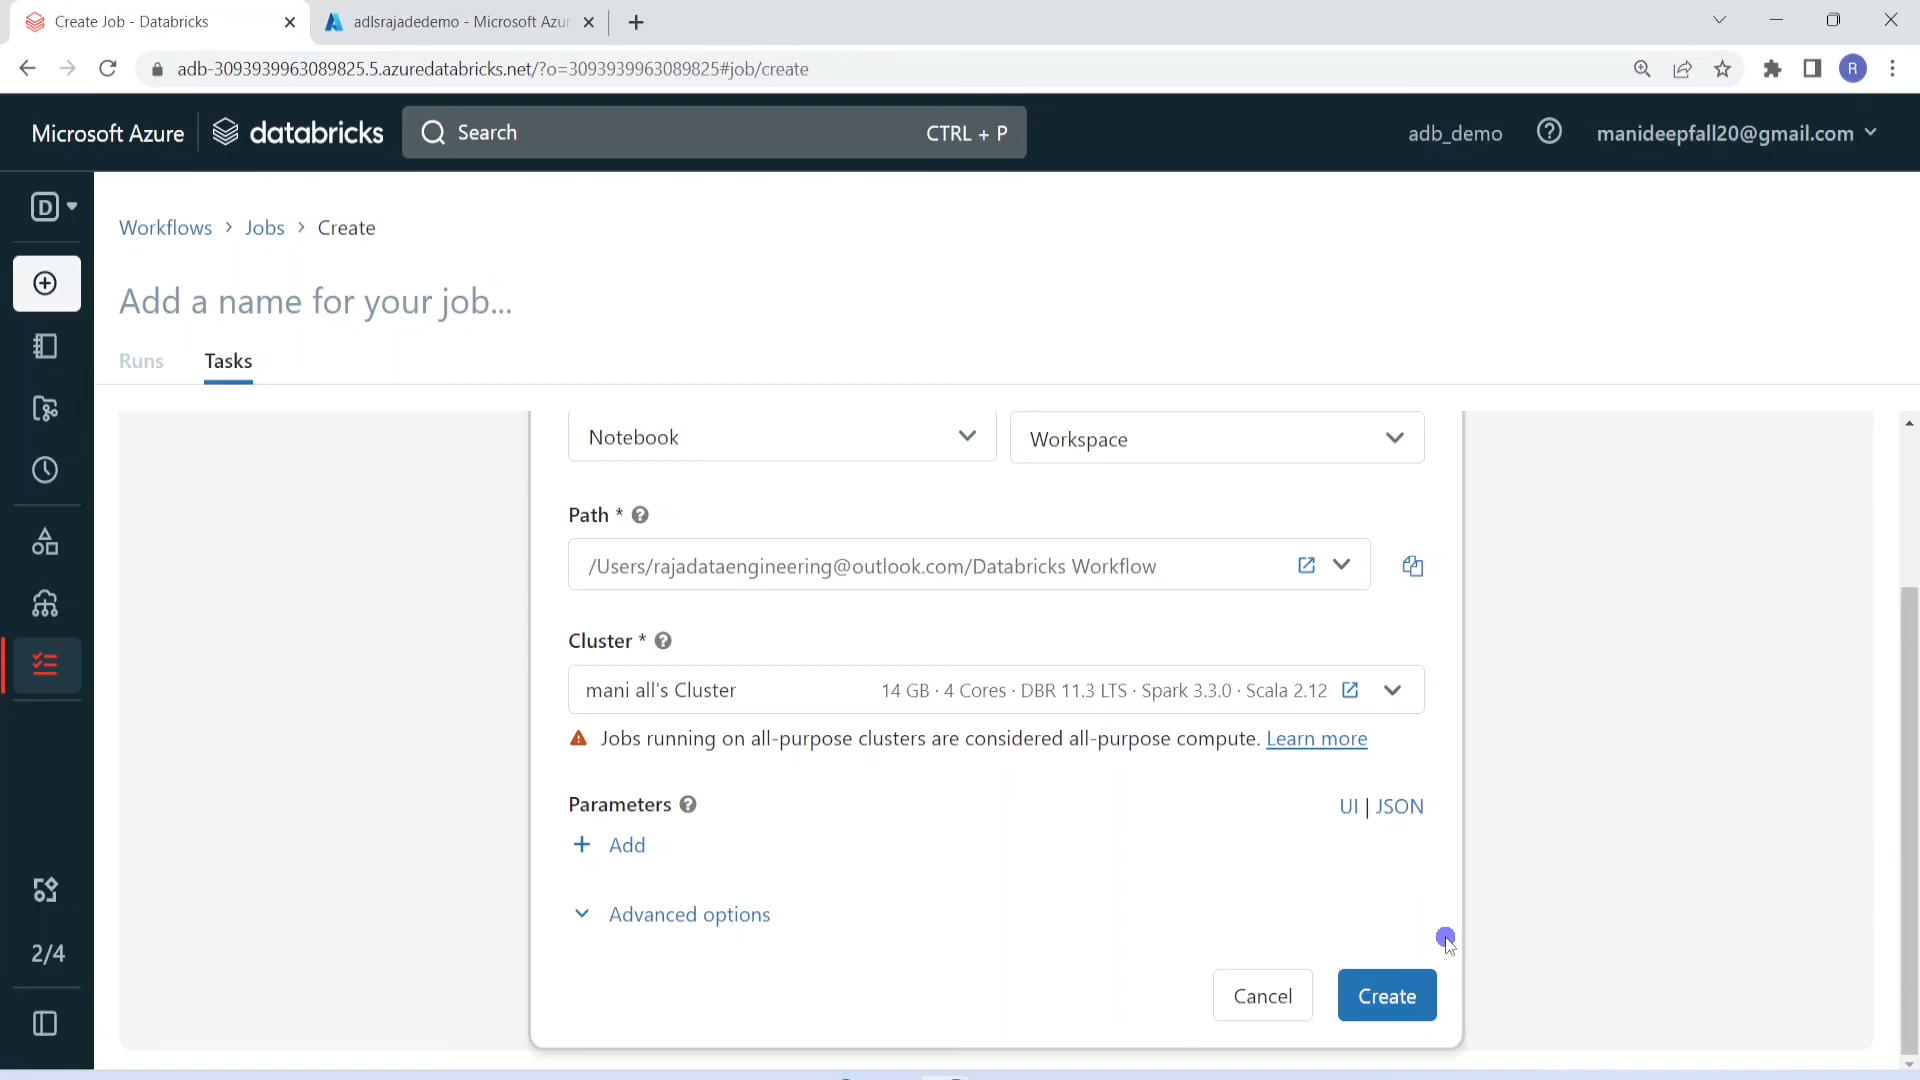 Create Job - Databricks
adlsrajadedemo - Microsoft Azu
adb-3093939963089825.5.azuredatabricks.net/?o=3093939963089825#job/create
R
Microsoft Azure
databricks
Search
CTRL + P
adb_demo
manideepfall20@gmail.com
D
Workflows > Jobs > Create
Add a name for your job...
Runs
Tasks
Notebook
Workspace
Path *
/Users/rajadataengineering@outlook.com/Databricks Workflow
Cluster *
mani all's Cluster
14 GB · 4 Cores · DBR 11.3 LTS · Spark 3.3.0 · Scala 2.12
Jobs running on all-purpose clusters are considered all-purpose compute. Learn more
Parameters
UI | JSON
+ Add
Advanced options
2/4
Cancel
Create